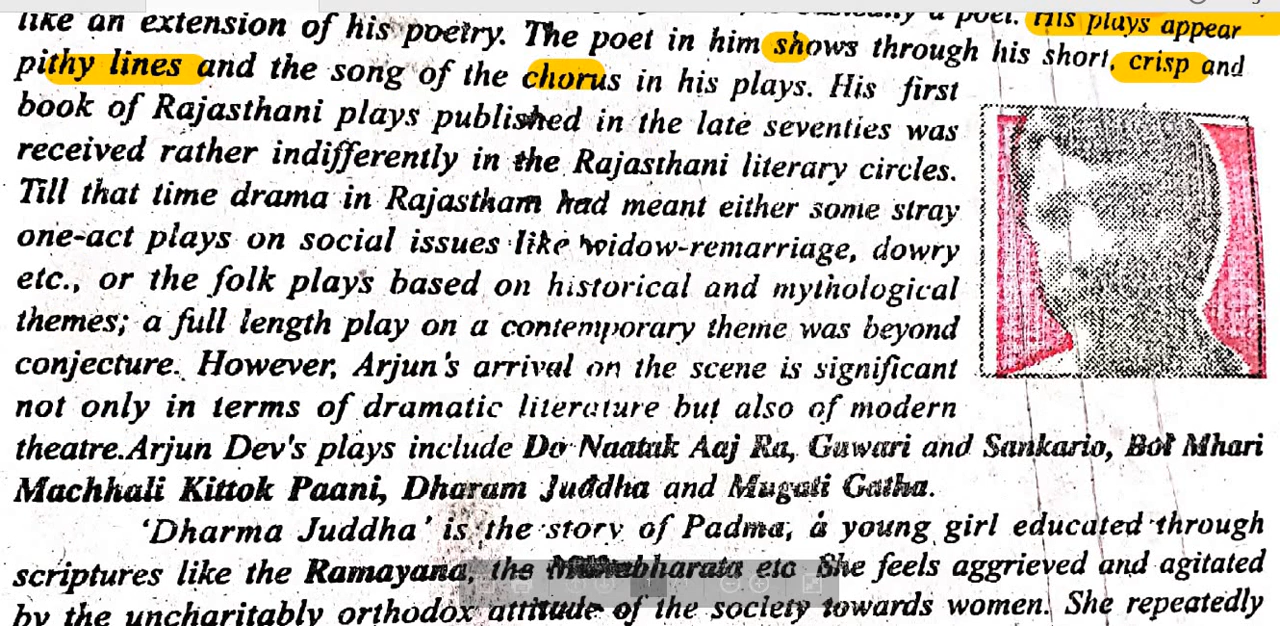 a poet. His plays appear
like an extension of his poetry. The poet in him shows through his short, crisp and
pithy lines and the song of the chorus in his plays. His first
book of Rajasthani plays published in the late seventies was
received rather indifferently in the Rajasthani literary circles.
Till that time drama in Rajastham had meant either some stray
one-act plays on social issues like widow-remarriage, dowry
etc., or the folk plays based on historical and mythological
themes; a full length play on a contemporary theme was beyond
conjecture. However, Arjun's arrival on the scene is significant
not only in terms of dramatic literature but also of modern
theatre.Arjun Dev's plays include Do Naatak Aaj Ra, Guwari and Sankario, Bol Mhari
Machhali Kittok Paani, Dharam Juddha and Mugati Gatha.
'Dharma Juddha' is the story of Padma, a young girl educated through
scriptures like the Ramayana, the Mahabharata etc She feels aggrieved and agitated
by the uncharitably orthodox attitude of the society towards women. She repeatedly